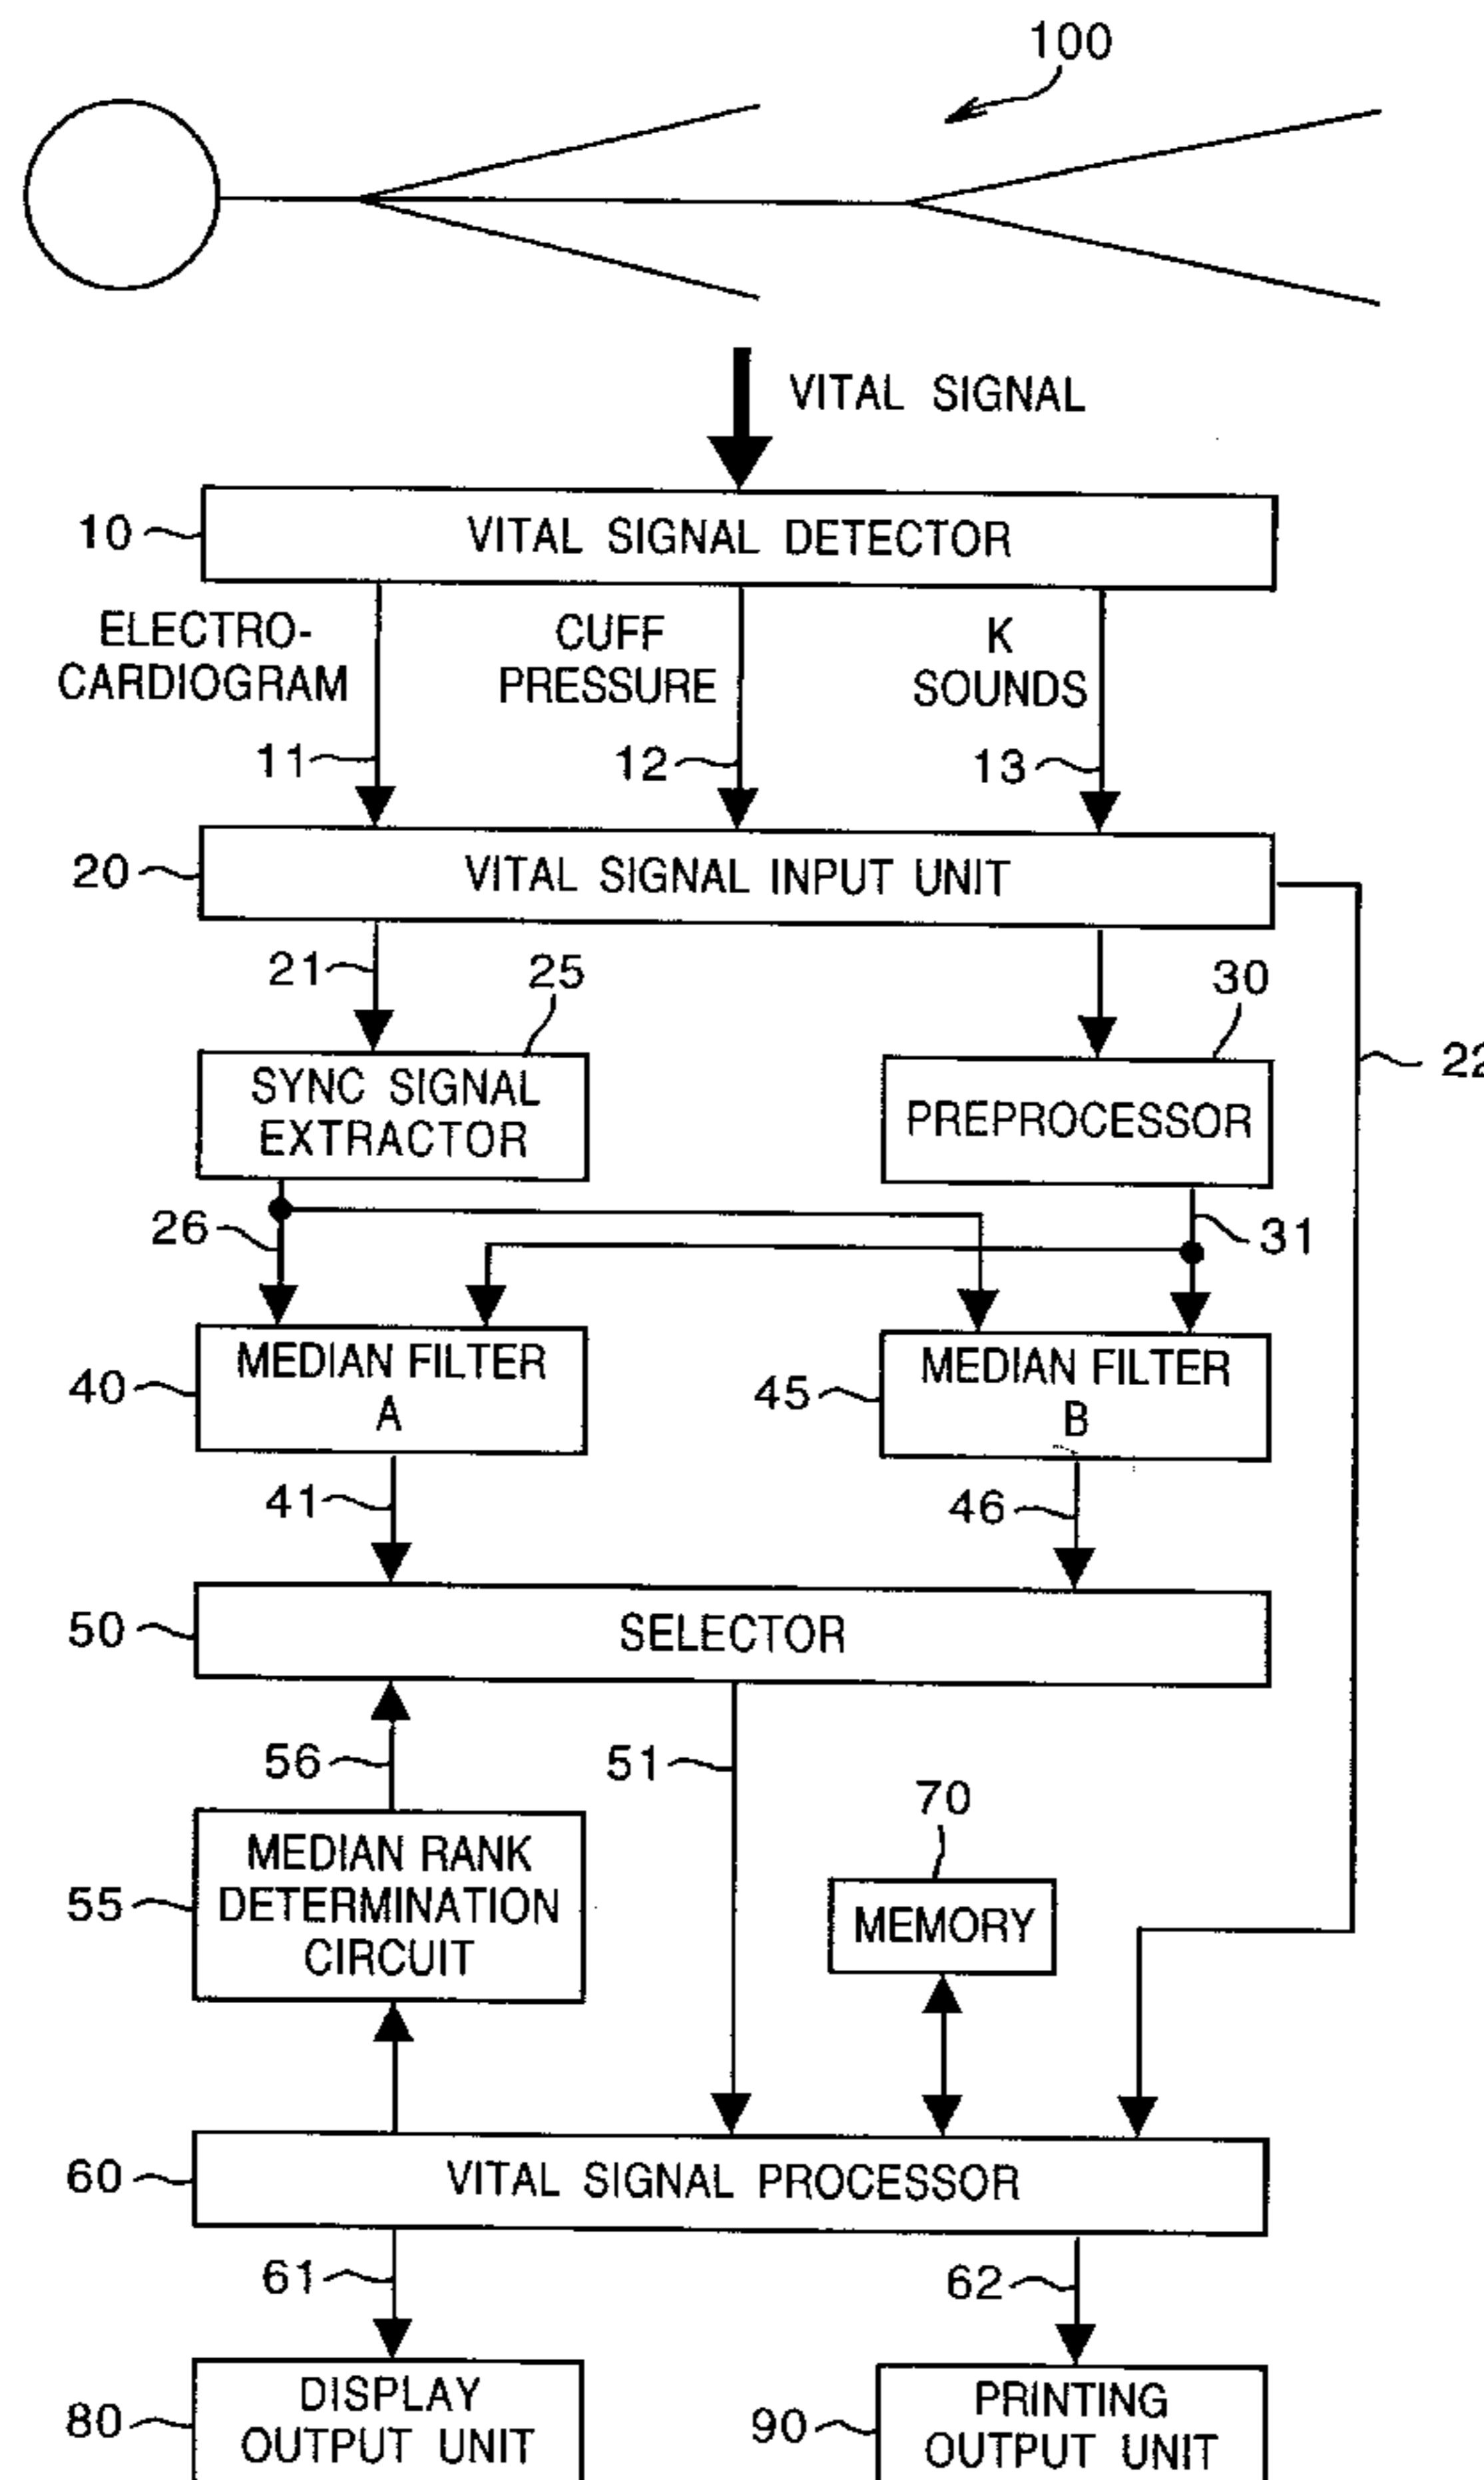 100
VITAL SIGNAL
10
VITAL SIGNAL DETECTOR
ELECTRO-
CARDIOGRAM
CUFF
PRESSURE
K
SOUNDS
11
12
13
20
VITAL SIGNAL INPUT UNIT
21
25
30
22
SYNC SIGNAL
EXTRACTOR
PREPROCESSOR
26
31
40
MEDIAN FILTER
A
45
MEDIAN FILTER
B
41
46
50
SELECTOR
56
51
70
55
MEDIAN RANK
DETERMINATION
CIRCUIT
MEMORY
60
VITAL SIGNAL PROCESSOR
61
62
80
DISPLAY
OUTPUT UNIT
90
PRINTING
OUTPUT UNIT